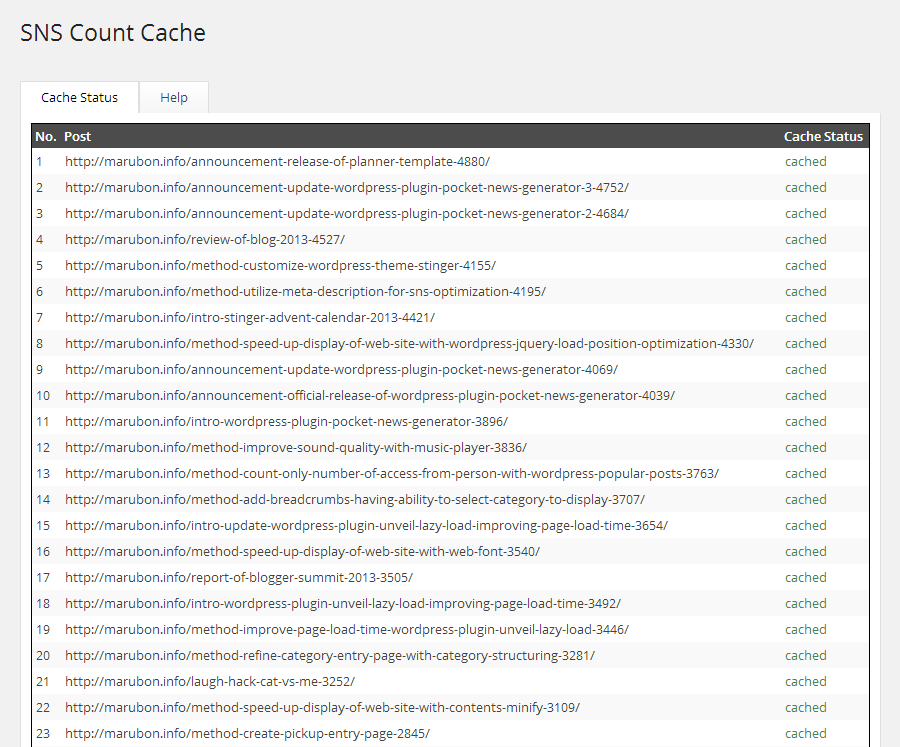 SNS Count Cache
Cache Status Help
No. Post Cache Status
1 http://marubon.info/announcement-release-of-planner-template-4880/ cached
2 http://marubon.info/announcement-update-wordpress-plugin-pocket-news-generator-3-4752/ cached
3 http://marubon.info/announcement-update-wordpress-plugin-pocket-news-generator-2-4684/ cached
4 http://marubon.info/review-of-blog-2013-4527/ cached
5 http://marubon.info/method-customize-wordpress-theme-stinger-4155/ cached
6 http://marubon.info/method-utilize-meta-description-for-sns-optimization-4195/ cached
7 http://marubon.info/intro-stinger-advent-calendar-2013-4421/ cached
8 http://marubon.info/method-speed-up-display-of-web-site-with-wordpress-jquery-load-position-optimization-4330/ cached
9 http://marubon.info/announcement-update-wordpress-plugin-pocket-news-generator-4069/ cached
10 http://marubon.info/announcement-official-release-of-wordpress-plugin-pocket-news-generator-4039/ cached
11 http://marubon.info/intro-wordpress-plugin-pocket-news-generator-3896/ cached
12 http://marubon.info/method-improve-sound-quality-with-music-player-3836/ cached
13 http://marubon.info/method-count-only-number-of-access-from-person-with-wordpress-popular-posts-3763/ cached
14 http://marubon.info/method-add-breadcrumbs-having-ability-to-select-category-to-display-3707/ cached
15 http://marubon.info/intro-update-wordpress-plugin-unveil-lazy-load-improving-page-load-time-3654/ cached
16 http://marubon.info/method-speed-up-display-of-web-site-with-web-font-3540/ cached
17 http://marubon.info/report-of-blogger-summit-2013-3505/ cached
18 http://marubon.info/intro-wordpress-plugin-unveil-lazy-load-improving-page-load-time-3492/ cached
19 http://marubon.info/method-improve-page-load-time-wordpress-plugin-unveil-lazy-load-3446/ cached
20 http://marubon.info/method-refine-category-entry-page-with-category-structuring-3281/ cached
21 http://marubon.info/laugh-hack-cat-vs-me-3252/ cached
22 http://marubon.info/method-speed-up-display-of-web-site-with-contents-minify-3109/ cached
23 http://marubon.info/method-create-pickup-entry-page-2845/ cached